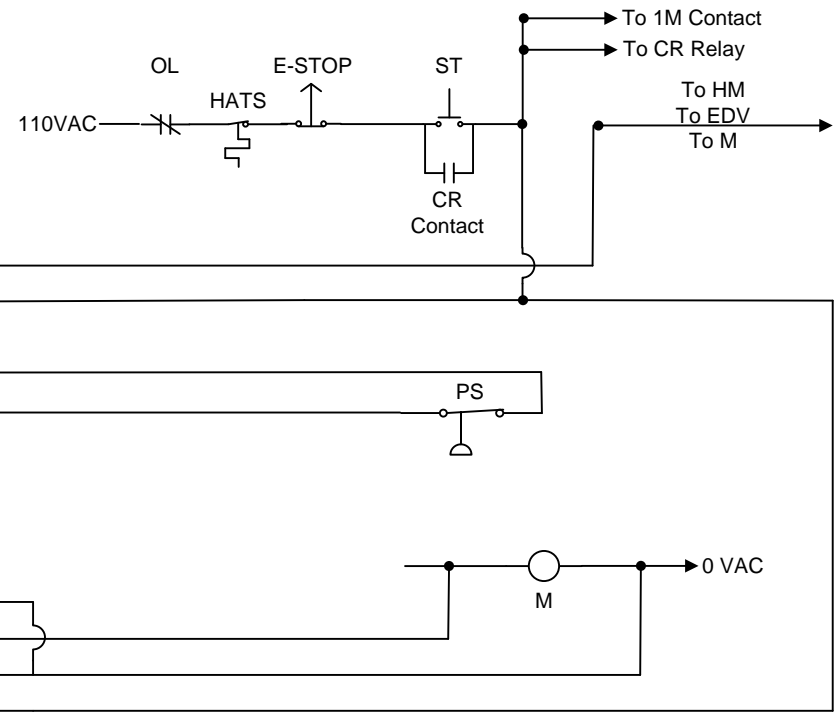 To 1M Contact
To CR Relay
OL
E-STOP
ST
HATS
To HM
To EDV
To M
110VAC
CR
Contact
PS
0 VAC
M